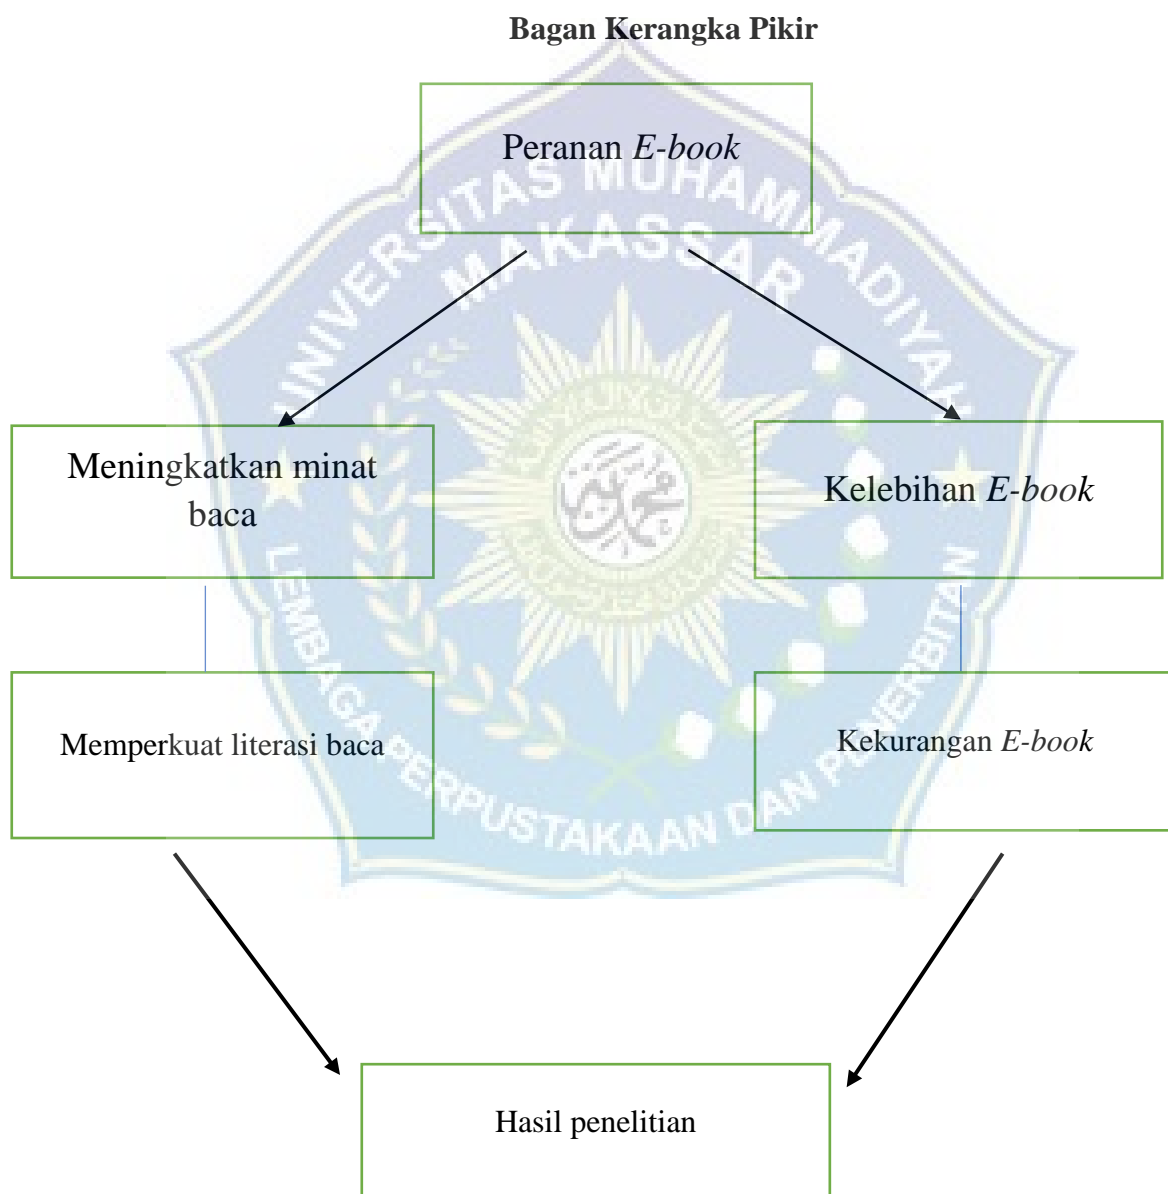 Bagan Kerangka Pikir
Peranan E-book
UNIVERSITAS MUHAMMADIYAH
MAKASSAR
Meningkatkan minat
baca
Kelebihan E-book
محمد
Memperkuat literasi baca
Kekurangan E-book
LEMBAGA PERPUSTAKAAN DAN PENERBITAN
Hasil penelitian